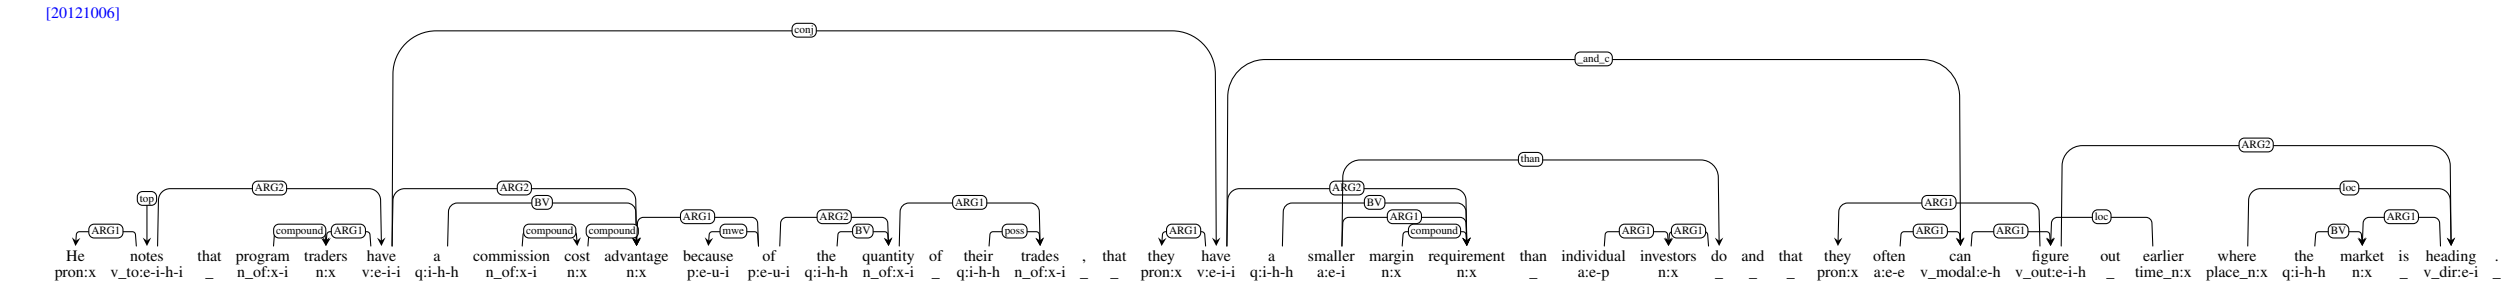 [20121006]
conj
_and_c
than ARG2
top ARG2 ARG2 ARG2 loc
BV ARG1 BV ARG1
ARG1 ARG2 ARG1 loc
ARG1 compound ARG1 compound compound mwe BV poss ARG1 compound ARG1 ARG1 ARG1 ARG1 BV ARG1
He notes that program traders have a commission cost advantage because of the quantity of their trades , that they have a smaller margin requirement than individual investors do and that they often can figure out earlier where the market is heading .
pron:x v_to:e-i-h-i _ n_of:x-i n:x v:e-i-i q:i-h-h n_of:x-i n:x n:x p:e-u-i p:e-u-i q:i-h-h n_of:x-i _ q:i-h-h n_of:x-i _ _ pron:x v:e-i-i q:i-h-h a:e-i n:x n:x _ a:e-p n:x _ _ _ pron:x a:e-e v_modal:e-h v_out:e-i-h _ time_n:x place_n:x q:i-h-h n:x _ v_dir:e-i _